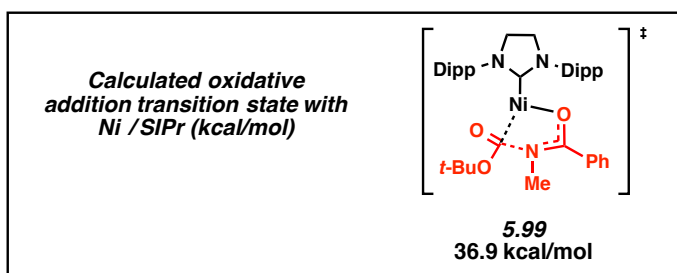 Calculated oxidative
addition transition state with
Ni / SIPr (kcal/mol)
‡
Dipp N N Dipp
Ni O
O
t-BuO N Ph
Me
5.99
36.9 kcal/mol